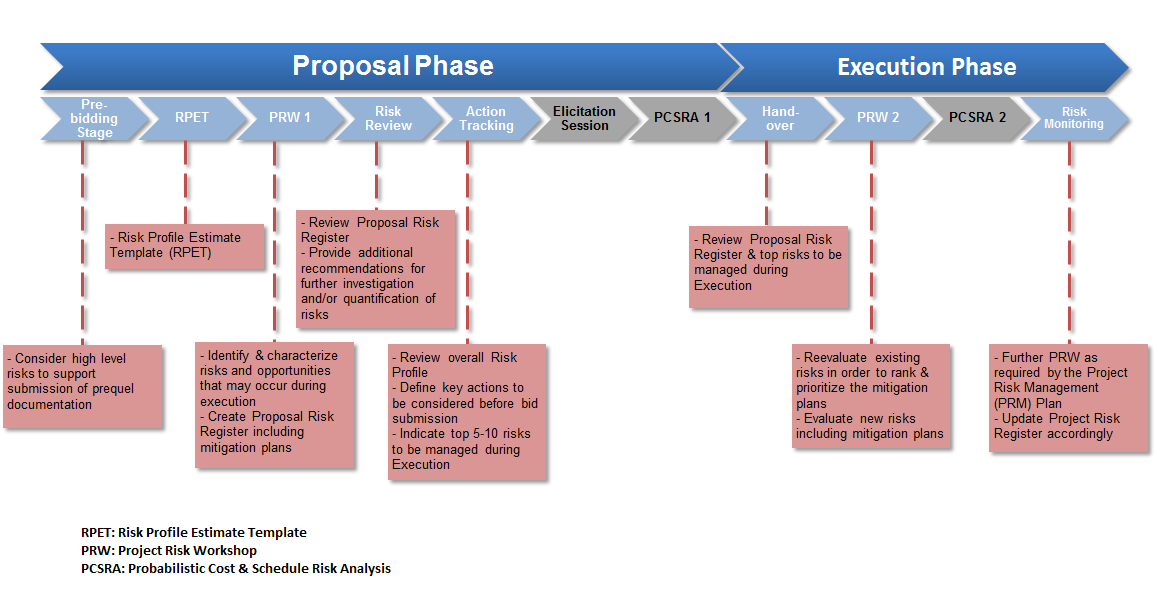 Proposal Phase
Execution Phase
Pre-
bidding
Stage
RPET
PRW 1
Risk
Review
Action
Tracking
Elicitation
Session
PCSRA 1
Hand-
over
PRW 2
PCSRA 2
Risk
Monitoring
- Consider high level
risks to support
submission of prequel
documentation
- Risk Profile Estimate
Template (RPET)
- Identify & characterize
risks and opportunities
that may occur during
execution
- Create Proposal Risk
Register including
mitigation plans
- Review Proposal Risk
Register
- Provide additional
recommendations for
further investigation
and/or quantification of
risks
- Review overall Risk
Profile
- Define key actions to
be considered before bid
submission
- Indicate top 5-10 risks
to be managed during
Execution
- Review Proposal Risk
Register & top risks to be
managed during
Execution
- Reevaluate existing
risks in order to rank &
prioritize the mitigation
plans
- Evaluate new risks
including mitigation plans
- Further PRW as
required by the Project
Risk Management
(PRM) Plan
- Update Project Risk
Register accordingly
RPET: Risk Profile Estimate Template
PRW: Project Risk Workshop
PCSRA: Probabilistic Cost & Schedule Risk Analysis